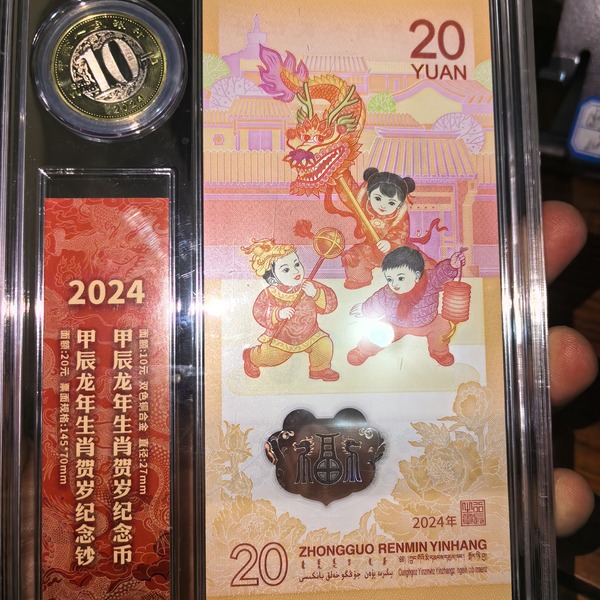 10
2024
2024
甲辰龙年生肖贺岁纪念币
面额:10元 双色铜合金 直径:27mm
甲辰龙年生肖贺岁纪念钞
面额:20元 票面规格:145*70mm
20
YUAN
福
2024年
20
ZHONGGUO RENMIN YINHANG